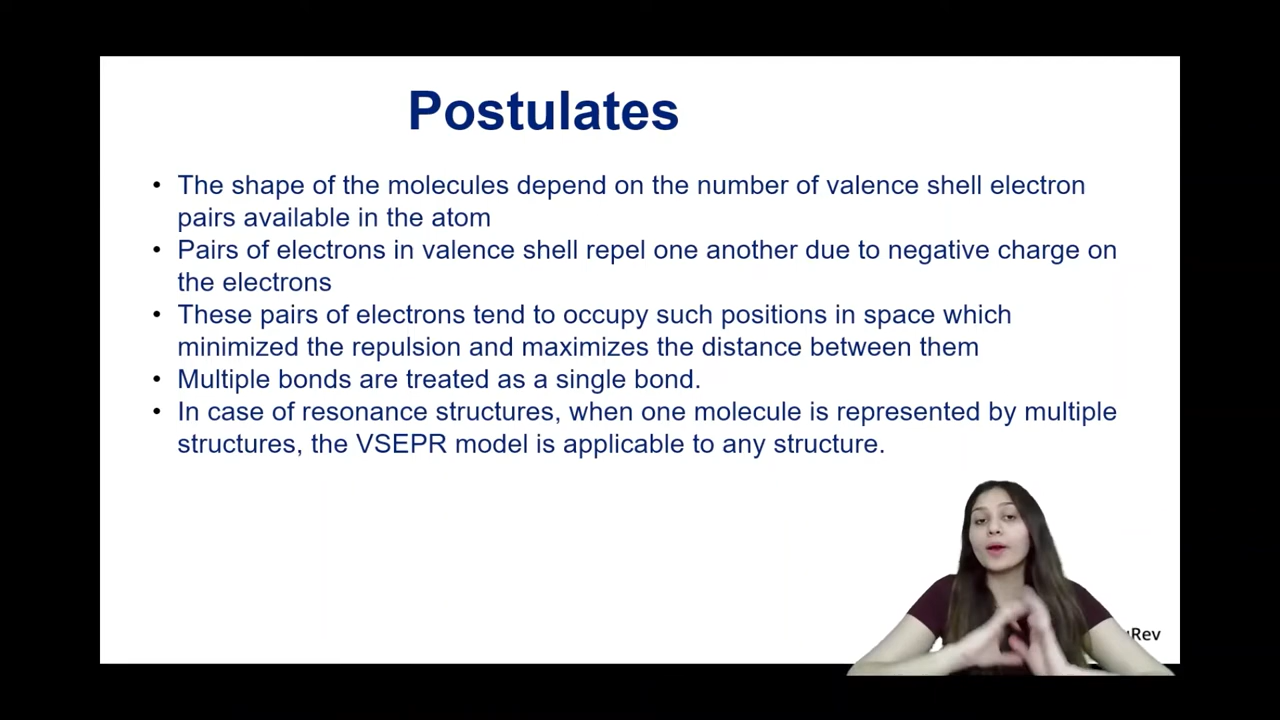 Postulates
• The shape of the molecules depend on the number of valence shell electron
pairs available in the atom
• Pairs of electrons in valence shell repel one another due to negative charge on
the electrons
• These pairs of electrons tend to occupy such positions in space which
minimized the repulsion and maximizes the distance between them
• Multiple bonds are treated as a single bond.
• In case of resonance structures, when one molecule is represented by multiple
structures, the VSEPR model is applicable to any structure.